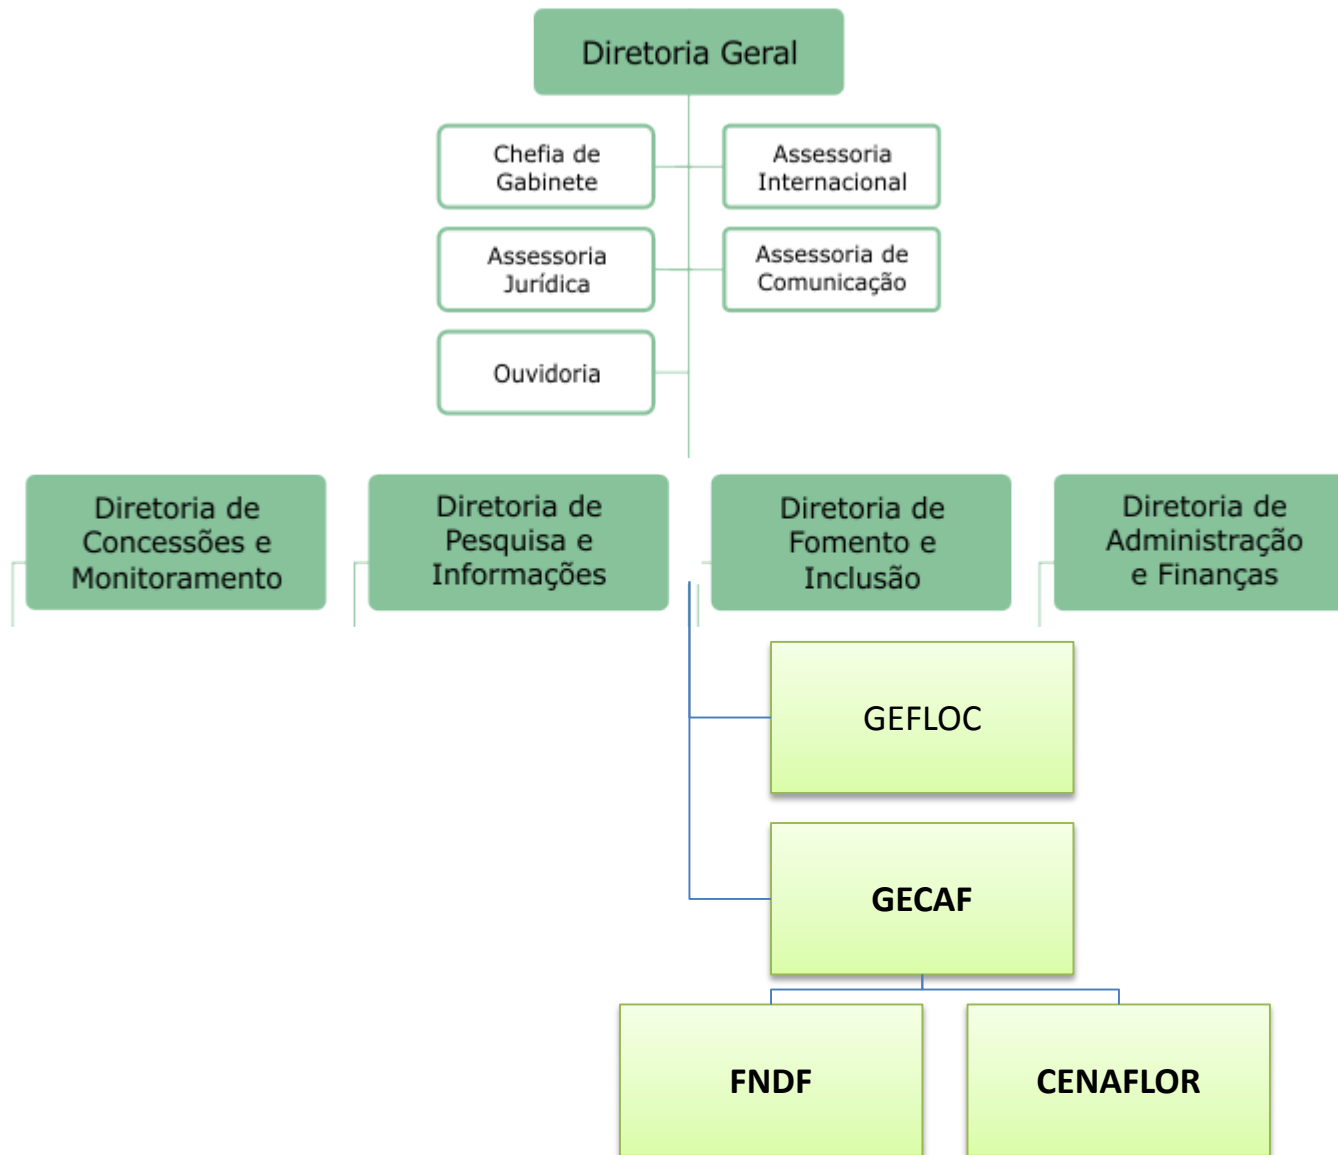 Diretoria Geral
Chefia de
Gabinete
Assessoria
Internacional
Assessoria
Jurídica
Assessoria de
Comunicação
Ouvidoria
Diretoria de
Concessões e
Monitoramento
Diretoria de
Pesquisa e
Informações
Diretoria de
Fomento e
Inclusão
Diretoria de
Administração
e Finanças
GEFLOC
GECAF
FNDF
CENAFLOR